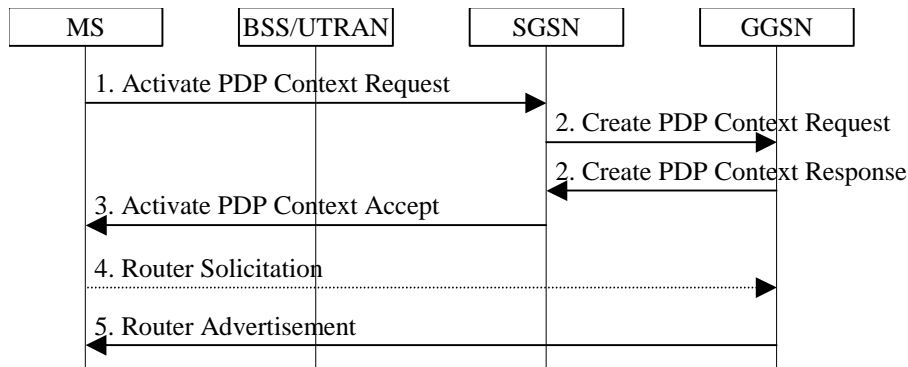 MS BSS/UTRAN SGSN GGSN
1. Activate PDP Context Request
2. Create PDP Context Request
2. Create PDP Context Response
3. Activate PDP Context Accept
4. Router Solicitation
5. Router Advertisement